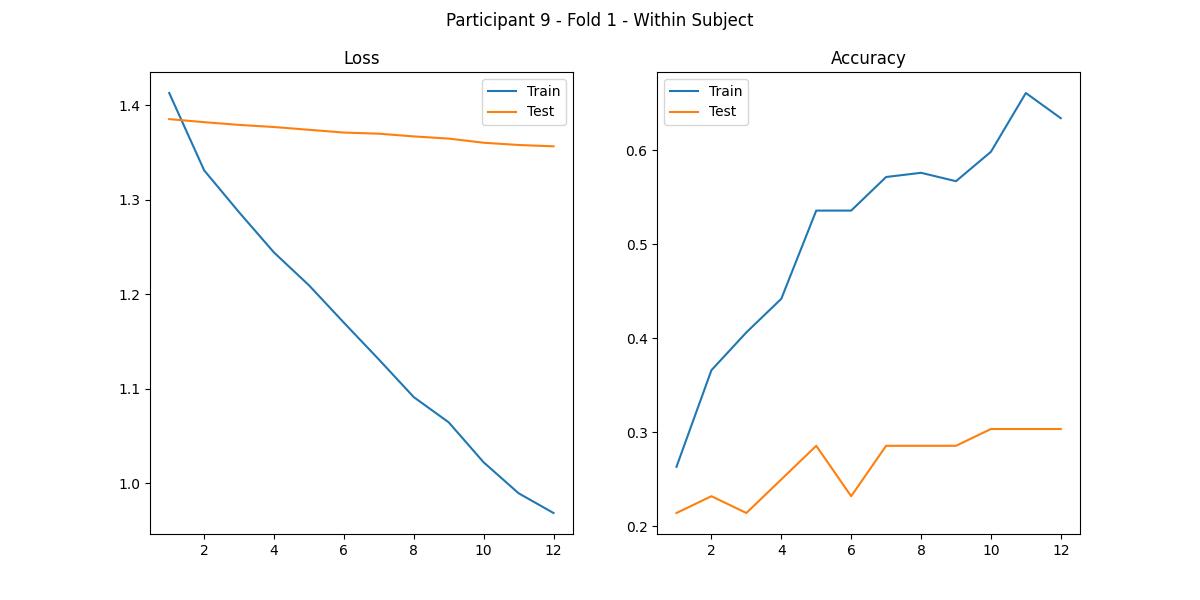 Participant 9 - Fold 1 - Within Subject
Loss
Train
Test
1.4
1.3
1.2
1.1
1.0
2 4 6 8 10 12
Accuracy
Train
Test
0.6
0.5
0.4
0.3
0.2
2 4 6 8 10 12